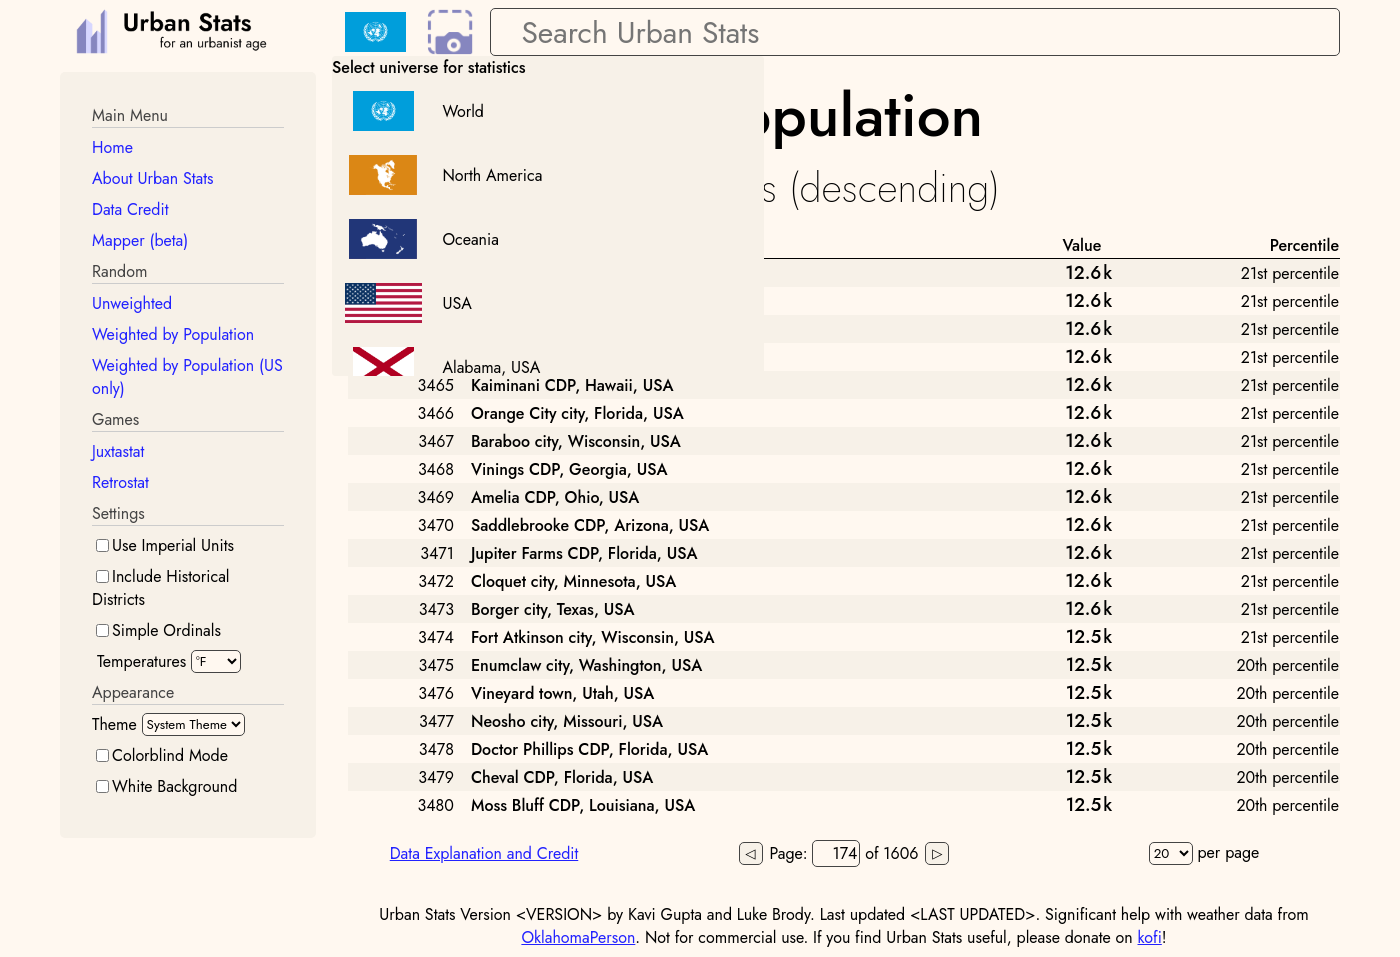 Urban Stats
for an urbanist age
Search Urban Stats
Select universe for statistics
World
North America
Oceania
USA
Alabama, USA
Main Menu
Home
About Urban Stats
Data Credit
Mapper (beta)
Random
Unweighted
Weighted by Population
Weighted by Population (US
only)
Games
Juxtastat
Retrostat
Settings
Use Imperial Units
Include Historical
Districts
Simple Ordinals
Temperatures °F
Appearance
Theme System Theme
Colorblind Mode
White Background
opulation
s (descending)
Value Percentile
12.6k 21st percentile
12.6k 21st percentile
12.6k 21st percentile
12.6k 21st percentile
3465 Kaiminani CDP, Hawaii, USA 12.6k 21st percentile
3466 Orange City city, Florida, USA 12.6k 21st percentile
3467 Baraboo city, Wisconsin, USA 12.6k 21st percentile
3468 Vinings CDP, Georgia, USA 12.6k 21st percentile
3469 Amelia CDP, Ohio, USA 12.6k 21st percentile
3470 Saddlebrooke CDP, Arizona, USA 12.6k 21st percentile
3471 Jupiter Farms CDP, Florida, USA 12.6k 21st percentile
3472 Cloquet city, Minnesota, USA 12.6k 21st percentile
3473 Borger city, Texas, USA 12.6k 21st percentile
3474 Fort Atkinson city, Wisconsin, USA 12.5k 21st percentile
3475 Enumclaw city, Washington, USA 12.5k 20th percentile
3476 Vineyard town, Utah, USA 12.5k 20th percentile
3477 Neosho city, Missouri, USA 12.5k 20th percentile
3478 Doctor Phillips CDP, Florida, USA 12.5k 20th percentile
3479 Cheval CDP, Florida, USA 12.5k 20th percentile
3480 Moss Bluff CDP, Louisiana, USA 12.5k 20th percentile
Data Explanation and Credit Page: 174 of 1606 20 per page
Urban Stats Version <VERSION> by Kavi Gupta and Luke Brody. Last updated <LAST UPDATED>. Significant help with weather data from
OklahomaPerson. Not for commercial use. If you find Urban Stats useful, please donate on kofi!